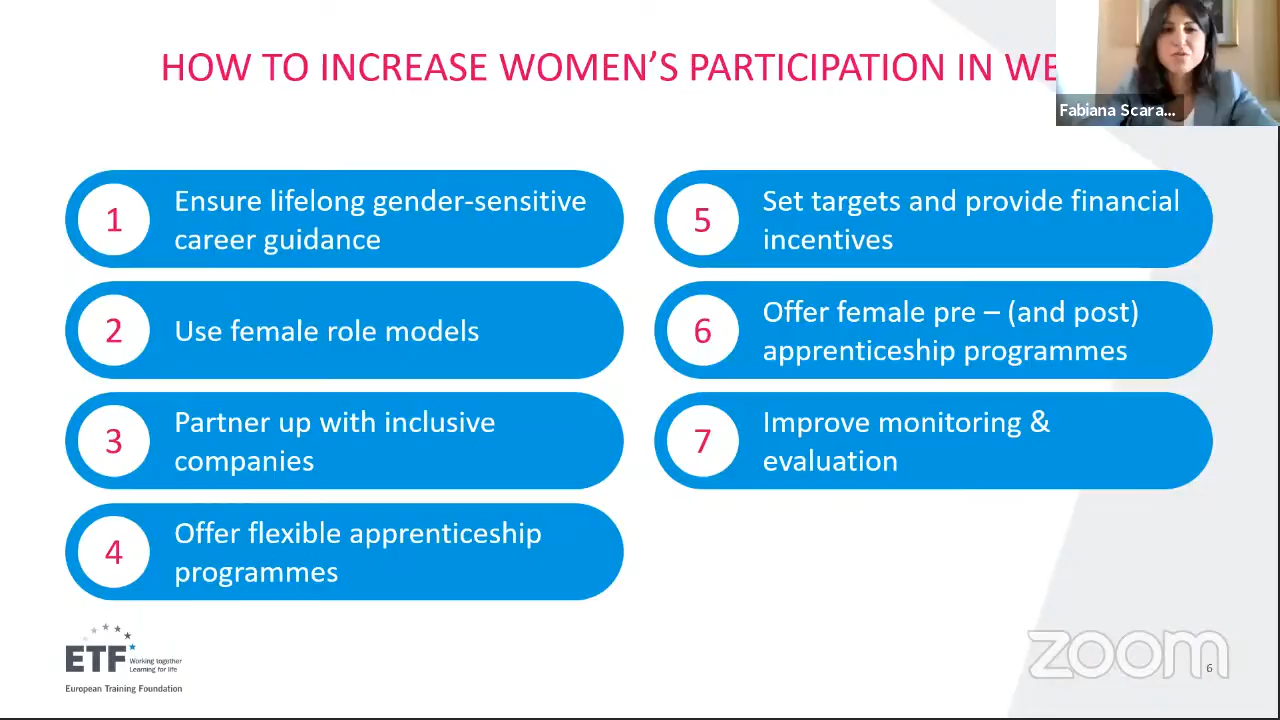 HOW TO INCREASE WOMEN'S PARTICIPATION IN WE
Fabiana Scara...
1
Ensure lifelong gender-sensitive
career guidance
2
Use female role models
3
Partner up with inclusive
companies
4
Offer flexible apprenticeship
programmes
5
Set targets and provide financial
incentives
6
Offer female pre – (and post)
apprenticeship programmes
7
Improve monitoring &
evaluation
ETF
Working together
Learning for life
European Training Foundation
zoom
6